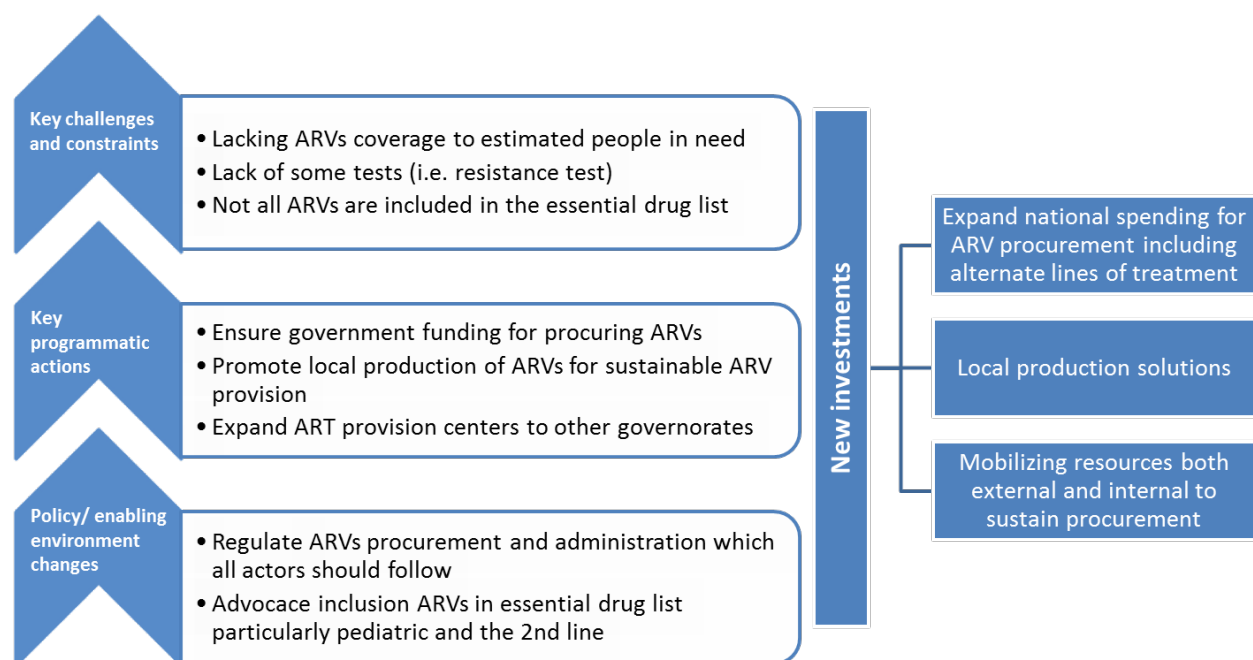 Key challenges
and constraints
• Lacking ARVs coverage to estimated people in need
• Lack of some tests (i.e. resistance test)
• Not all ARVs are included in the essential drug list
Key
programmatic
actions
• Ensure government funding for procuring ARVs
• Promote local production of ARVs for sustainable ARV
provision
• Expand ART provision centers to other governorates
Policy/ enabling
environment
changes
• Regulate ARVs procurement and administration which
all actors should follow
• Advocace inclusion ARVs in essential drug list
particularly pediatric and the 2nd line
New investments
Expand national spending for
ARV procurement including
alternate lines of treatment
Local production solutions
Mobilizing resources both
external and internal to
sustain procurement